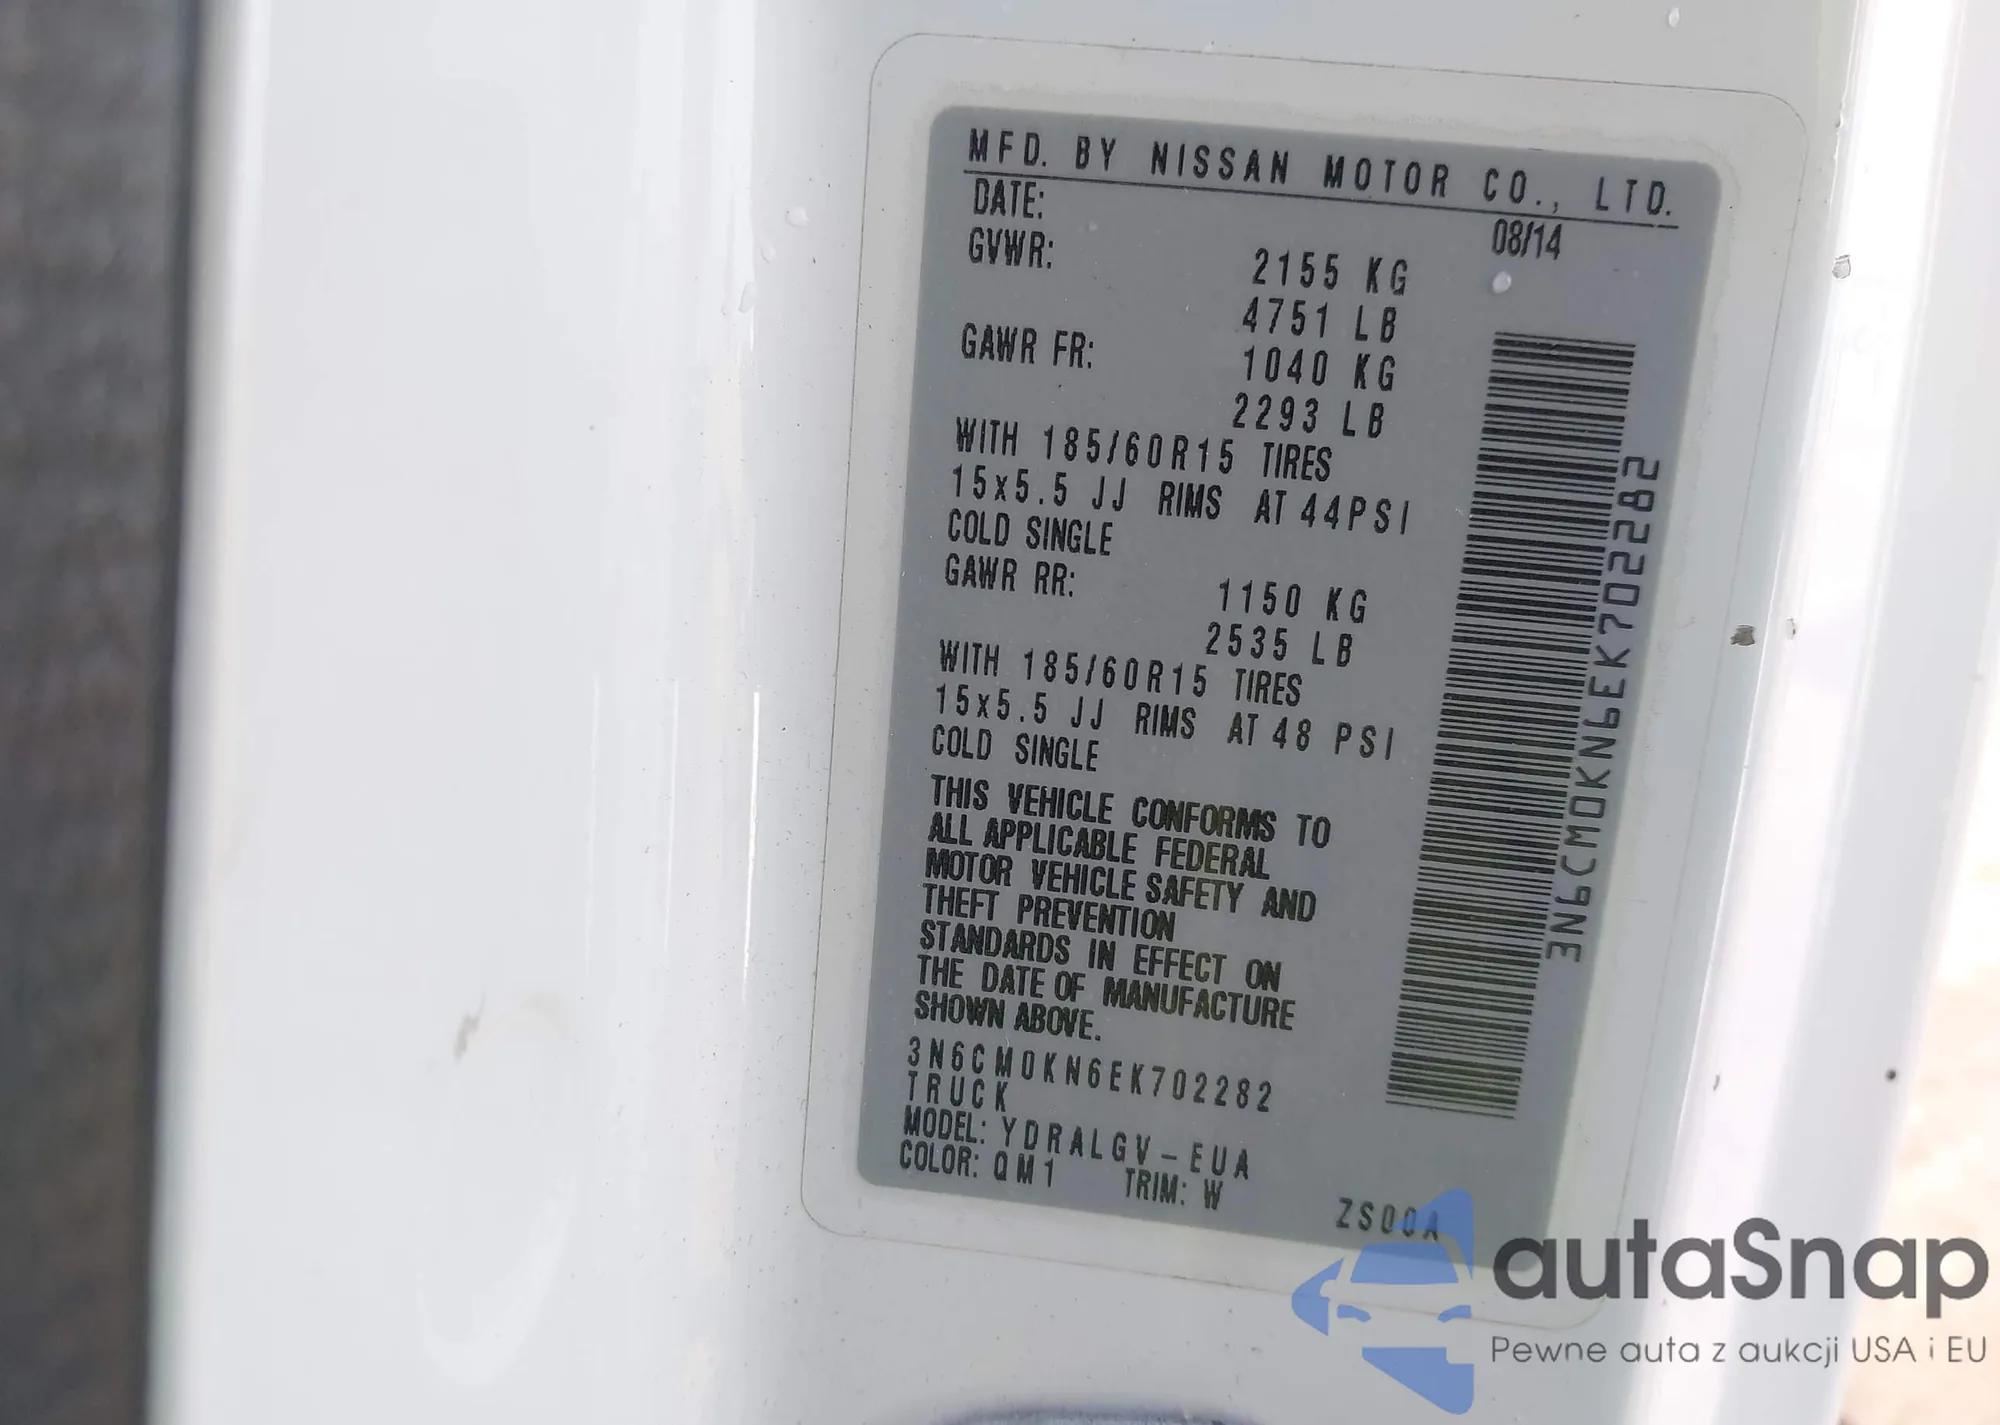 MFD. BY NISSAN MOTOR CO., LTD.
DATE: 08/14
GVWR: 2155 KG
4751 LB
GAWR FR: 1040 KG
2293 LB
WITH 185/60R15 TIRES
15x5.5 JJ RIMS AT 44PSI
COLD SINGLE
GAWR RR: 1150 KG
2535 LB
WITH 185/60R15 TIRES
15x5.5 JJ RIMS AT 48 PSI
COLD SINGLE
THIS VEHICLE CONFORMS TO
ALL APPLICABLE FEDERAL
MOTOR VEHICLE SAFETY AND
THEFT PREVENTION
STANDARDS IN EFFECT ON
THE DATE OF MANUFACTURE
SHOWN ABOVE.
3N6CM0KN6EK702282
TRUCK
MODEL: YDRALGV-EUA
COLOR: QM1 TRIM: W ZS00A
3N6CM0KN6EK702282
autaSnap
Pewne auta z aukcji USA i EU